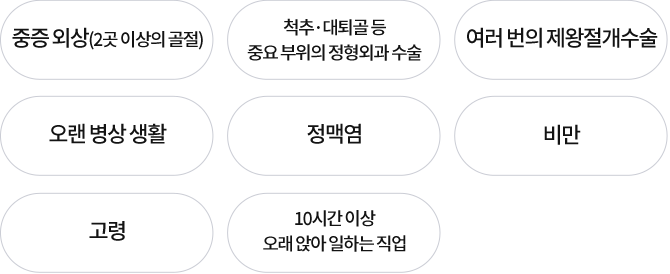 중증 외상(2곳 이상의 골절)
척추·대퇴골 등
중요 부위의 정형외과 수술
여러 번의 제왕절개수술
오랜 병상 생활
정맥염
비만
고령
10시간 이상
오래 앉아 일하는 직업